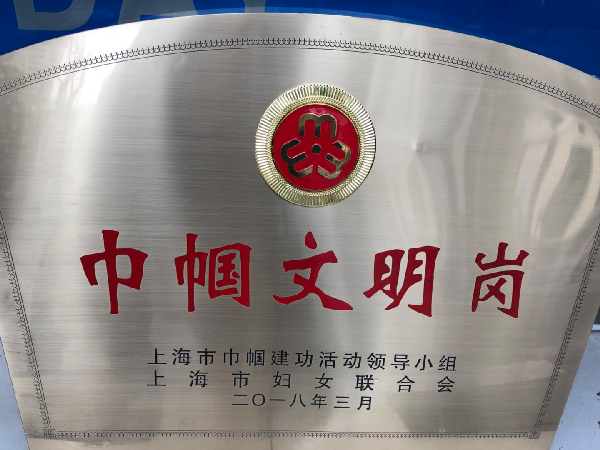 DAY
巾帼文明岗
上海市巾帼建功活动领导小组
上海市妇女联合会
二〇一八年三月